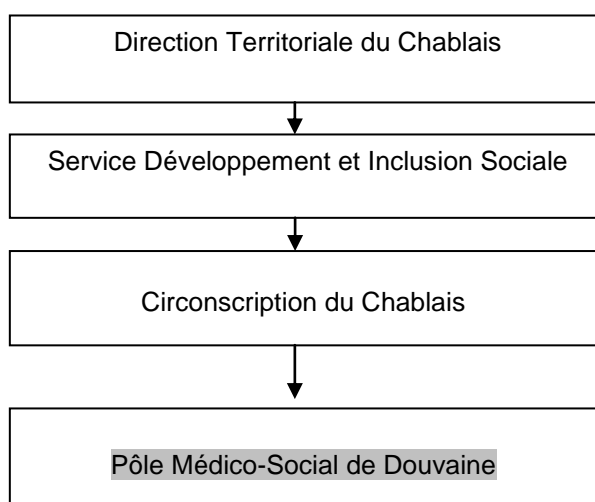 Direction Territoriale du Chablais
Service Développement et Inclusion Sociale
Circonscription du Chablais
Pôle Médico-Social de Douvaine